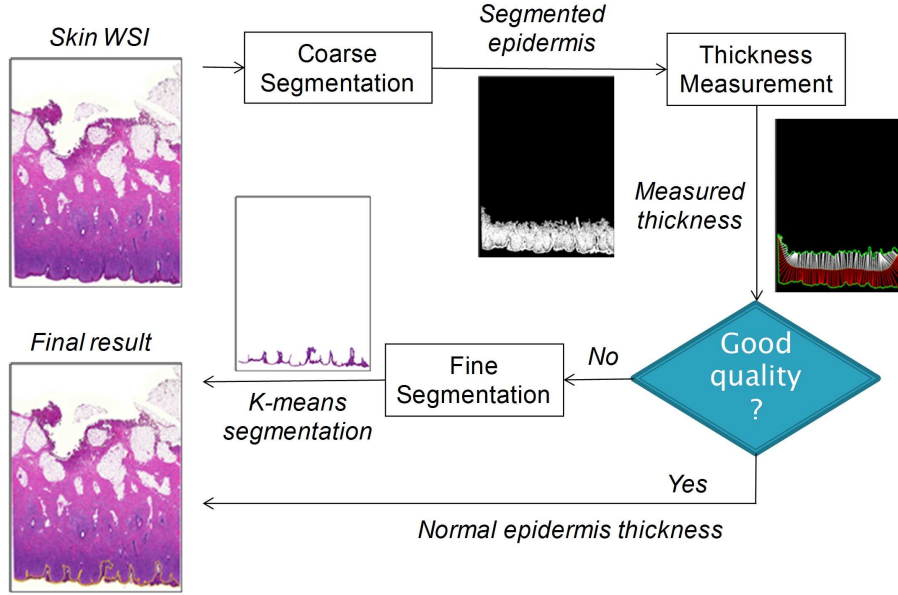 Skin WSI
Coarse
Segmentation
Segmented
epidermis
Thickness
Measurement
Measured
thickness
Good
quality
?
No
Fine
Segmentation
K-means
segmentation
Final result
Yes
Normal epidermis thickness